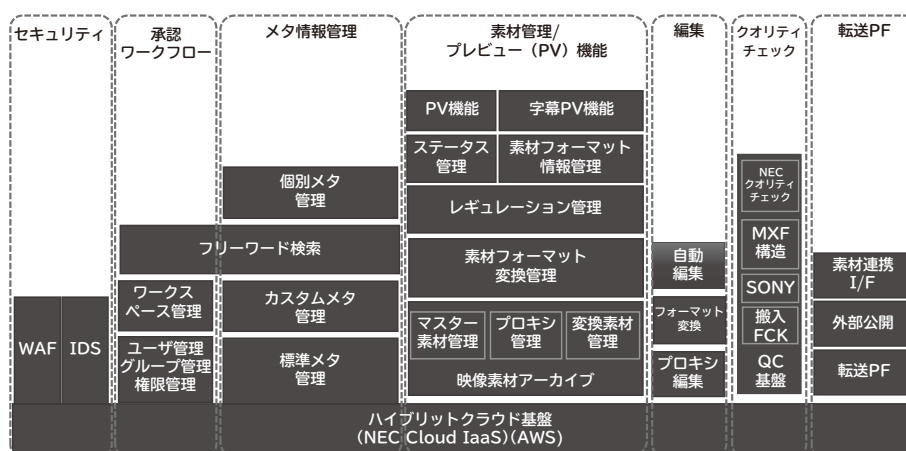 セキュリティ
承認
ワークフロー
メタ情報管理
素材管理/
プレビュー（PV）機能
編集
クオリティ
チェック
転送PF
PV機能
字幕PV機能
ステータス
管理
素材フォーマット
情報管理
レギュレーション管理
素材フォーマット
変換管理
マスター
素材管理
プロキシ
管理
変換素材
管理
映像素材アーカイブ
個別メタ
管理
フリーワード検索
カスタムメタ
管理
標準メタ
管理
ワークス
ペース管理
ユーザ管理
グループ管理
権限管理
WAF
IDS
自動
編集
フォーマット
変換
プロキシ
編集
NEC
クオリティ
チェック
MXF
構造
SONY
搬入
FCK
QC
基盤
素材連携
I/F
外部公開
転送PF
ハイブリットクラウド基盤
(NEC Cloud IaaS)(AWS)